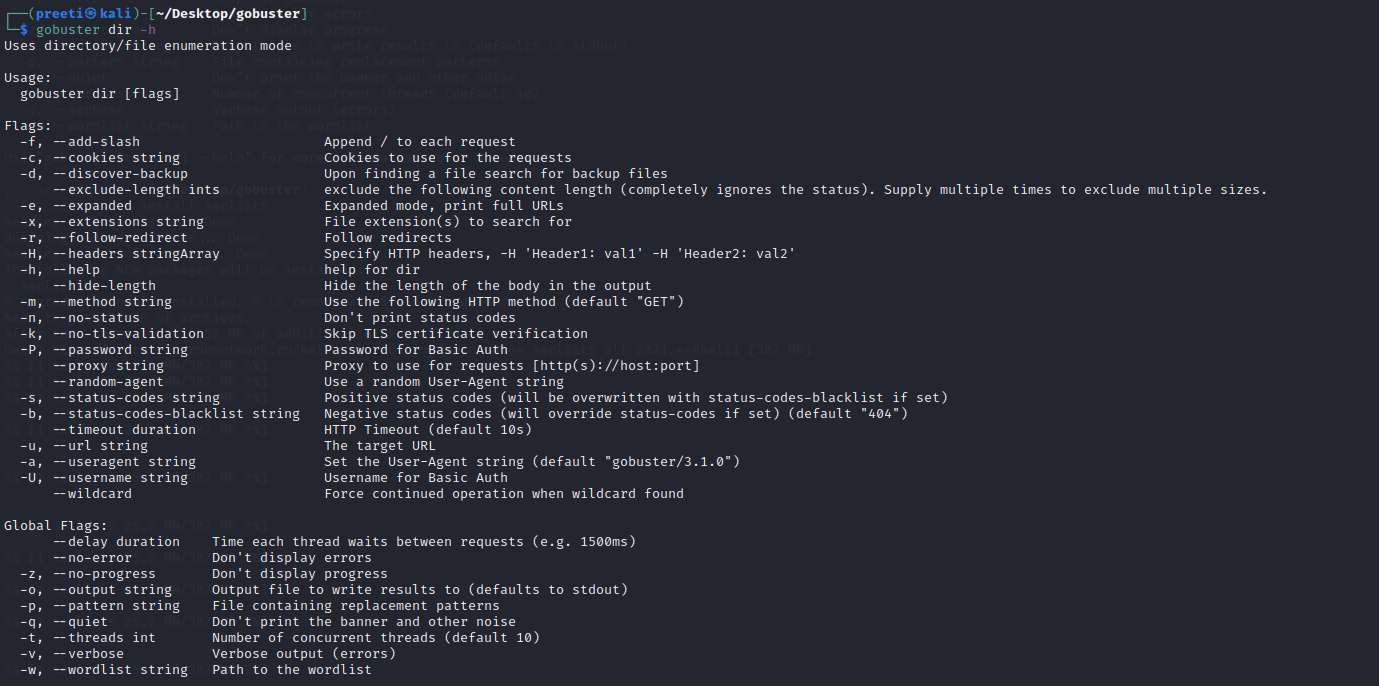 ┌──(preeti㉿kali)-[~/Desktop/gobuster]
└─$ gobuster dir -h
Uses directory/file enumeration mode

Usage:
  gobuster dir [flags]

Flags:
  -f, --add-slash                       Append / to each request
  -c, --cookies string                  Cookies to use for the requests
  -d, --discover-backup                 Upon finding a file search for backup files
      --exclude-length ints             exclude the following content length (completely ignores the status). Supply multiple times to exclude multiple sizes.
  -e, --expanded                        Expanded mode, print full URLs
  -x, --extensions string               File extension(s) to search for
  -r, --follow-redirect                 Follow redirects
  -H, --headers stringArray             Specify HTTP headers, -H 'Header1: val1' -H 'Header2: val2'
  -h, --help                            help for dir
      --hide-length                     Hide the length of the body in the output
  -m, --method string                   Use the following HTTP method (default "GET")
  -n, --no-status                       Don't print status codes
  -k, --no-tls-validation               Skip TLS certificate verification
  -P, --password string                 Password for Basic Auth
      --proxy string                    Proxy to use for requests [http(s)://host:port]
      --random-agent                    Use a random User-Agent string
  -s, --status-codes string             Positive status codes (will be overwritten with status-codes-blacklist if set)
  -b, --status-codes-blacklist string   Negative status codes (will override status-codes if set) (default "404")
      --timeout duration                HTTP Timeout (default 10s)
  -u, --url string                      The target URL
  -a, --useragent string                Set the User-Agent string (default "gobuster/3.1.0")
  -U, --username string                 Username for Basic Auth
      --wildcard                        Force continued operation when wildcard found

Global Flags:
      --delay duration    Time each thread waits between requests (e.g. 1500ms)
      --no-error          Don't display errors
  -z, --no-progress       Don't display progress
  -o, --output string     Output file to write results to (defaults to stdout)
  -p, --pattern string    File containing replacement patterns
  -q, --quiet             Don't print the banner and other noise
  -t, --threads int       Number of concurrent threads (default 10)
  -v, --verbose           Verbose output (errors)
  -w, --wordlist string   Path to the wordlist